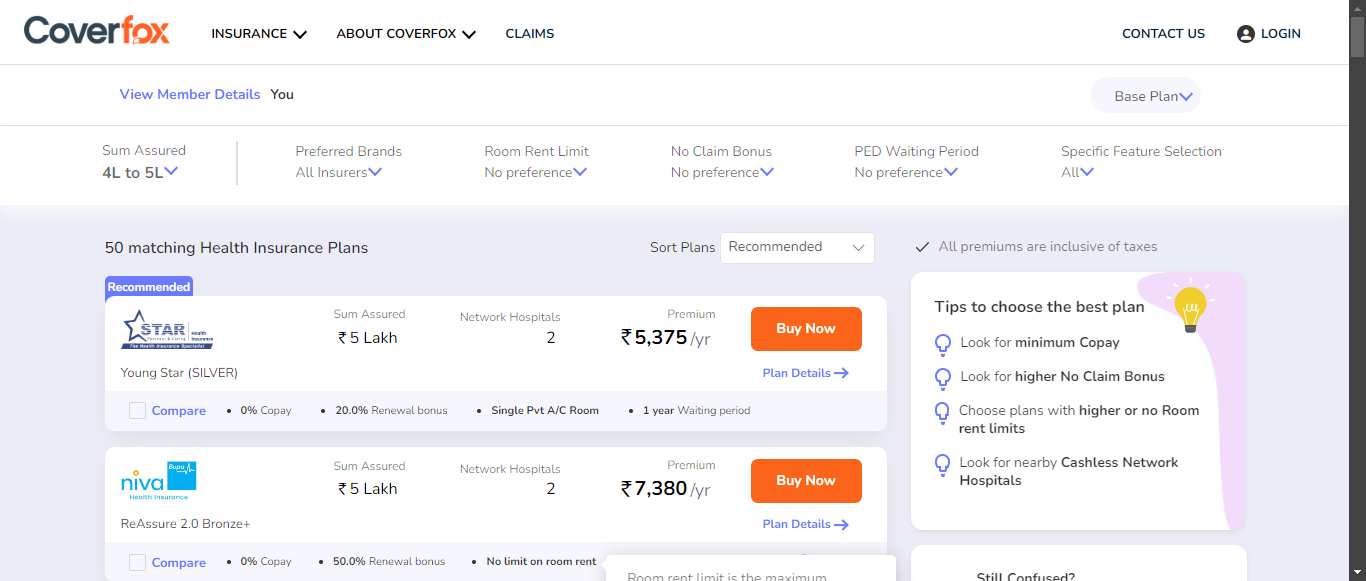 Coverfox
INSURANCE
ABOUT COVERFOX
CLAIMS
CONTACT US
LOGIN
View Member Details You
Base Plan
Sum Assured
4L to 5L
Preferred Brands
All Insurers
Room Rent Limit
No preference
No Claim Bonus
No preference
PED Waiting Period
No preference
Specific Feature Selection
All
50 matching Health Insurance Plans
Sort Plans
Recommended
All premiums are inclusive of taxes
Recommended
STAR
Health
Insurance
Personal & Caring
The Health Insurance Specialist
Young Star (SILVER)
Sum Assured
₹ 5 Lakh
Network Hospitals
2
Premium
₹5,375 /yr
Buy Now
Plan Details
Compare
• 0% Copay
• 20.0% Renewal bonus
• Single Pvt A/C Room
• 1 year Waiting period
niva
Bupa
Health Insurance
ReAssure 2.0 Bronze+
Sum Assured
₹ 5 Lakh
Network Hospitals
2
Premium
₹7,380 /yr
Buy Now
Plan Details
Compare
• 0% Copay
• 50.0% Renewal bonus
• No limit on room rent
Room rent limit is the maximum
Tips to choose the best plan
Look for minimum Copay
Look for higher No Claim Bonus
Choose plans with higher or no Room
rent limits
Look for nearby Cashless Network
Hospitals
Still Confused?